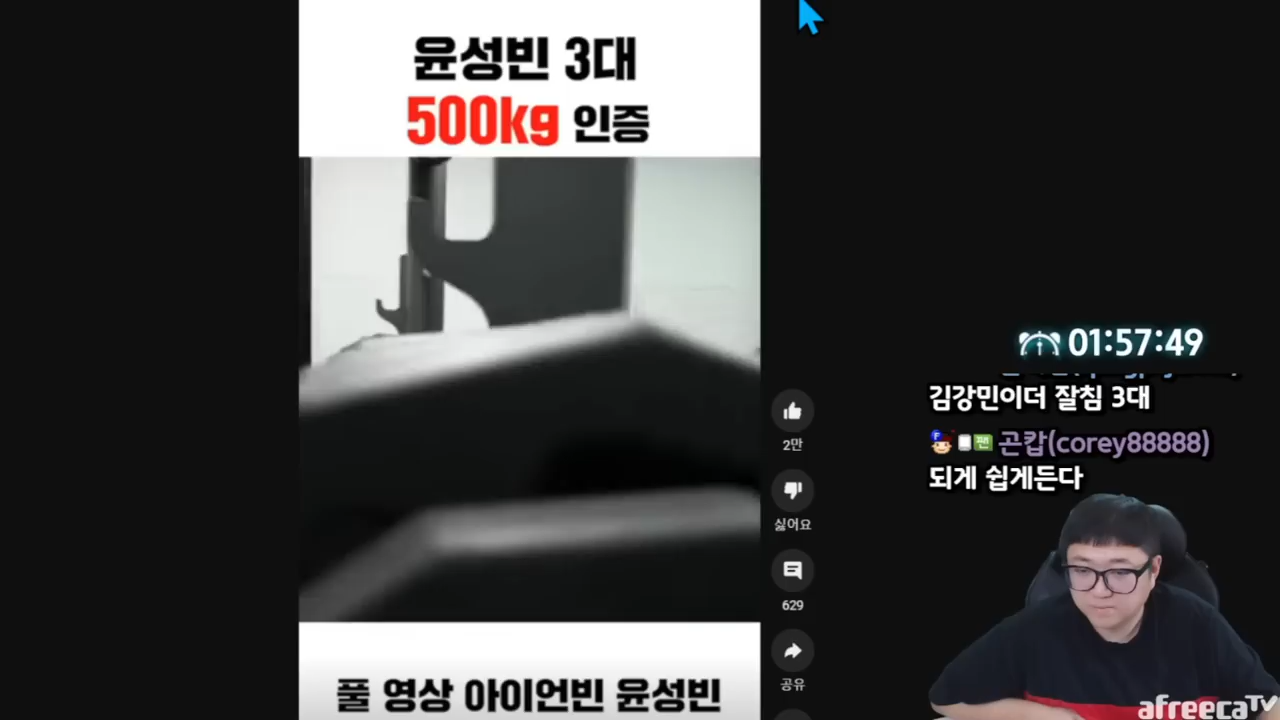 윤성빈 3대
500kg 인증
2만
싫어요
629
공유
풀 영상 아이언빈 윤성빈
01:57:49
김강민이더 잘침 3대
팬 곤캅(corey88888)
되게 쉽게든다
afreecaTV